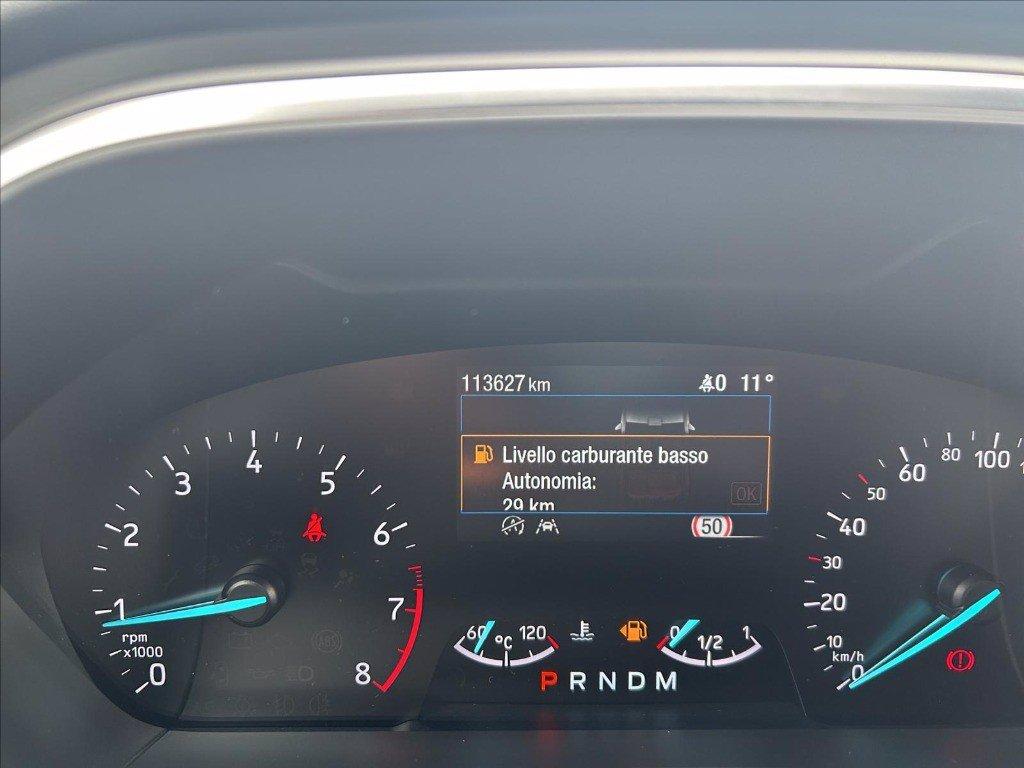 113627 km
0 11°
Livello carburante basso
Autonomia:
29 km
OK
50
0 1 2 3 4 5 6 7 8
rpm
x1000
60 °C 120
0 1/2 1
P R N D M
0 10 20 30 40 50 60 80 100
km/h
ABS